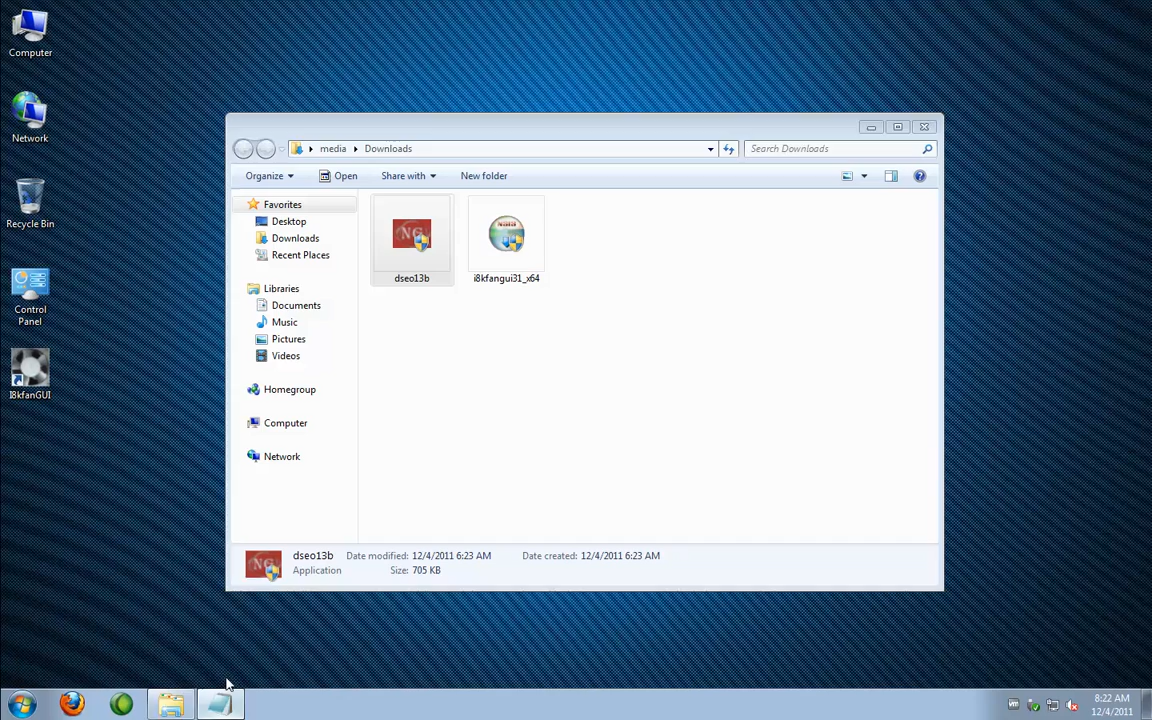 Computer
Network
Recycle Bin
Control
Panel
I8kfanGUI
media Downloads
Search Downloads
Organize Open Share with New folder
Favorites
Desktop
Downloads
Recent Places
Libraries
Documents
Music
Pictures
Videos
Homegroup
Computer
Network
NG
dseo13b
i8kfangui31_x64
NG
dseo13b Date modified: 12/4/2011 6:23 AM Date created: 12/4/2011 6:23 AM
Application Size: 705 KB
8:22 AM
12/4/2011